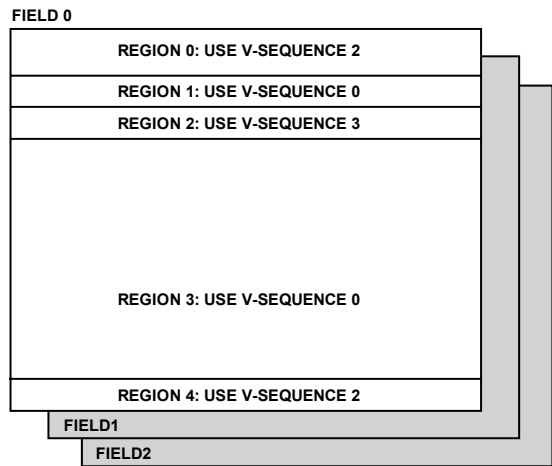 FIELD 0
REGION 0: USE V-SEQUENCE 2
REGION 1: USE V-SEQUENCE 0
REGION 2: USE V-SEQUENCE 3
REGION 3: USE V-SEQUENCE 0
REGION 4: USE V-SEQUENCE 2
FIELD1
FIELD2